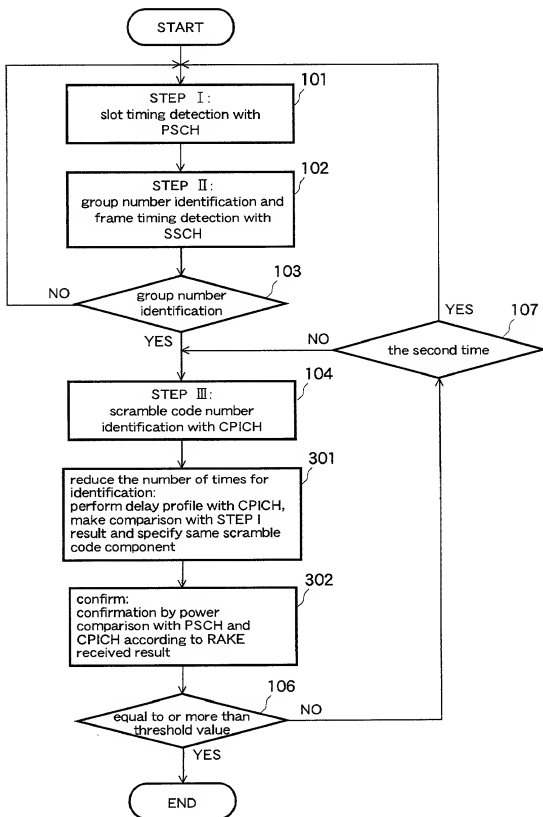 START
101
STEP Ⅰ:
slot timing detection with
PSCH
102
STEP Ⅱ:
group number identification and
frame timing detection with
SSCH
103
NO
group number
identification
YES
YES
107
NO
the second time
104
STEP Ⅲ:
scramble code number
identification with CPICH
301
reduce the number of times for
identification:
perform delay profile with CPICH,
make comparison with STEP I
result and specify same scramble
code component
302
confirm:
confirmation by power
comparison with PSCH and
CPICH according to RAKE
received result
106
NO
equal to or more than
threshold value
YES
END